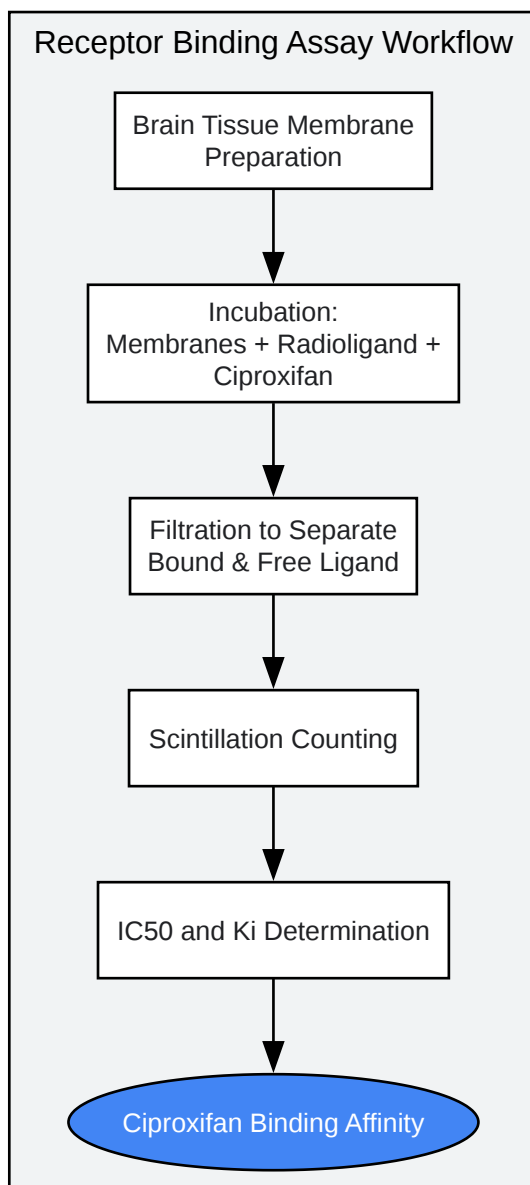 Receptor Binding Assay Workflow
Brain Tissue Membrane
Preparation
Incubation:
Membranes + Radioligand +
Ciproxifan
Filtration to Separate
Bound & Free Ligand
Scintillation Counting
IC50 and Ki Determination
Ciproxifan Binding Affinity